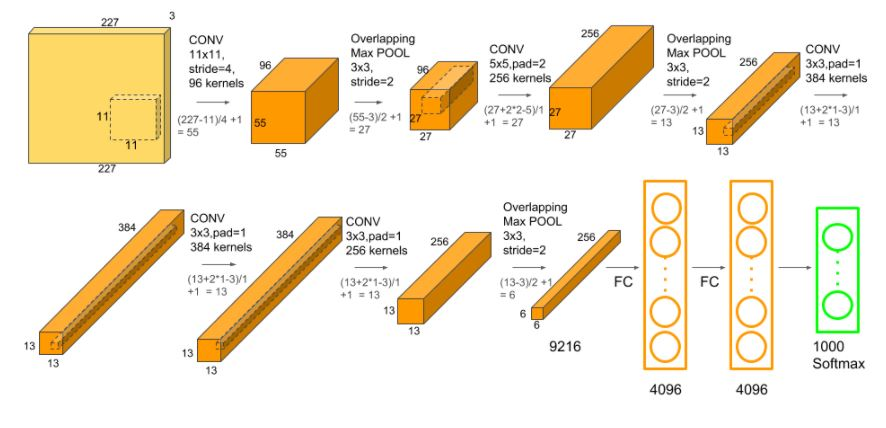 227
3
11
11
227
CONV
11x11,
stride=4,
96 kernels
(227-11)/4 +1
= 55
96
55
55
Overlapping
Max POOL
3x3,
stride=2
(55-3)/2 +1
= 27
96
27
27
CONV
5x5,pad=2
256 kernels
(27+2*2-5)/1
+1 = 27
256
27
27
Overlapping
Max POOL
3x3,
stride=2
(27-3)/2 +1
= 13
256
13
13
CONV
3x3,pad=1
384 kernels
(13+2*1-3)/1
+1 = 13
384
13
13
CONV
3x3,pad=1
384 kernels
(13+2*1-3)/1
+1 = 13
384
13
13
CONV
3x3,pad=1
256 kernels
(13+2*1-3)/1
+1 = 13
256
13
13
Overlapping
Max POOL
3x3,
stride=2
(13-3)/2 +1
= 6
256
6
6
9216
FC
4096
FC
4096
1000
Softmax